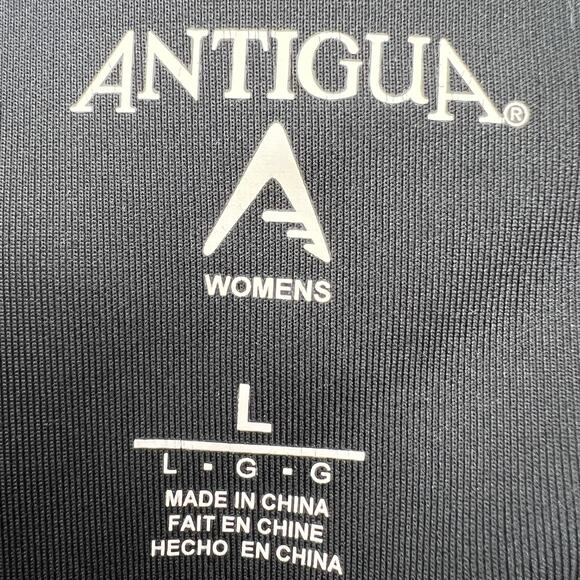 ANTIGUA®
WOMENS
L
L - G - G
MADE IN CHINA
FAIT EN CHINE
HECHO EN CHINA